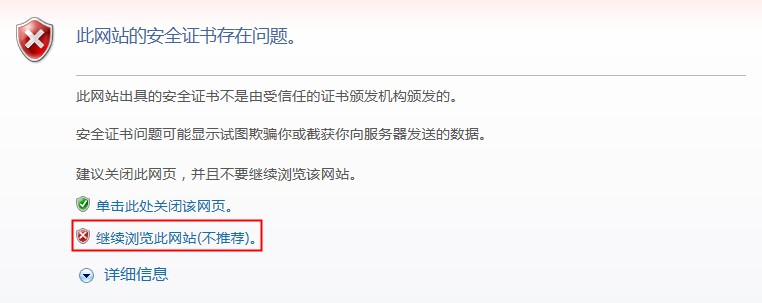 此网站的安全证书存在问题。
此网站出具的安全证书不是由受信任的证书颁发机构颁发的。
安全证书问题可能显示试图欺骗你或截获你向服务器发送的数据。
建议关闭此网页，并且不要继续浏览该网站。
单击此处关闭该网页。
继续浏览此网站(不推荐)。
详细信息